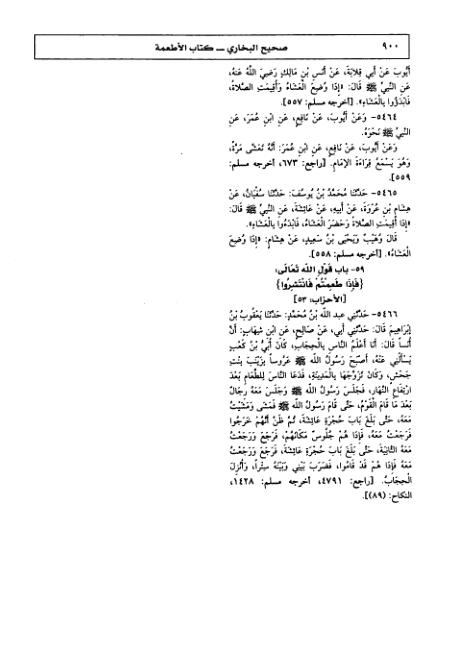 ٩٠٠
صحيح البخاري ــ كتاب الأطعمة
أَيُّوبَ عَنْ أَبِي قِلَابَةَ، عَنْ أَنَسِ بْنِ مَالِكٍ رَضِيَ اللَّهُ عَنْهُ،
عَنِ النَّبِيِّ ﷺ قَالَ: «إِذَا وُضِعَ الْعَشَاءُ وَأُقِيمَتِ الصَّلَاةُ،
فَابْدَؤُوا بِالْعَشَاءِ». [أخرجه مسلم: ٥٥٧].
٥٤٦٤- وَعَنْ أَيُّوبَ، عَنْ نَافِعٍ، عَنِ ابْنِ عُمَرَ، عَنِ
النَّبِيِّ ﷺ نَحْوَهُ.
وَعَنْ أَيُّوبَ، عَنْ نَافِعٍ، عَنِ ابْنِ عُمَرَ: أَنَّهُ تَعَشَّى مَرَّةً،
وَهُوَ يَسْمَعُ قِرَاءَةَ الإِمَامِ. [راجع: ٦٧٣، أخرجه مسلم:
٥٥٩].
٥٤٦٥- حَدَّثَنَا مُحَمَّدُ بْنُ يُوسُفَ: حَدَّثَنَا سُفْيَانُ، عَنْ
هِشَامِ بْنِ عُرْوَةَ، عَنْ أَبِيهِ، عَنْ عَائِشَةَ، عَنِ النَّبِيِّ ﷺ قَالَ:
«إِذَا أُقِيمَتِ الصَّلَاةُ وَحَضَرَ الْعَشَاءُ، فَابْدَءُوا بِالْعَشَاءِ».
قَالَ وُهَيْبٌ وَيَحْيَى بْنُ سَعِيدٍ، عَنْ هِشَامٍ: «إِذَا وُضِعَ
الْعَشَاءُ». [أخرجه مسلم: ٥٥٨].
٥٩- باب قَوْلِ اللَّهِ تَعَالَى:
{فَإِذَا طَعِمْتُمْ فَانْتَشِرُوا}
[الأحزاب: ٥٣]
٥٤٦٦- حَدَّثَنِي عبد اللَّه بْنُ مُحَمَّدٍ: حَدَّثَنَا يَعْقُوبُ بْنُ
إِبْرَاهِيمَ قَالَ: حَدَّثَنِي أَبِي، عَنْ صَالِحٍ، عَنِ ابْنِ شِهَابٍ: أَنَّ
أَنَساً قَالَ: أَنَا أَعْلَمُ النَّاسِ بِالْحِجَابِ، كَانَ أُبَيُّ بْنُ كَعْبٍ
يَسْأَلُنِي عَنْهُ، أَصْبَحَ رَسُولُ اللَّهِ ﷺ عَرُوساً بِزَيْنَبَ بِنْتِ
جَحْشٍ، وَكَانَ تَزَوَّجَهَا بِالْمَدِينَةِ، فَدَعَا النَّاسَ لِلطَّعَامِ بَعْدَ
ارْتِفَاعِ النَّهَارِ، فَجَلَسَ رَسُولُ اللَّهِ ﷺ وَجَلَسَ مَعَهُ رِجَالٌ
بَعْدَ مَا قَامَ الْقَوْمُ، حَتَّى قَامَ رَسُولُ اللَّهِ ﷺ فَمَشَى وَمَشَيْتُ
مَعَهُ، حَتَّى بَلَغَ بَابَ حُجْرَةِ عَائِشَةَ، ثُمَّ ظَنَّ أَنَّهُمْ خَرَجُوا
فَرَجَعْتُ مَعَهُ، فَإِذَا هُمْ جُلُوسٌ مَكَانَهُمْ، فَرَجَعَ وَرَجَعْتُ
مَعَهُ الثَّانِيَةَ، حَتَّى بَلَغَ بَابَ حُجْرَةِ عَائِشَةَ، فَرَجَعَ وَرَجَعْتُ
مَعَهُ فَإِذَا هُمْ قَدْ قَامُوا، فَضَرَبَ بَيْنِي وَبَيْنَهُ سِتْراً، وَأُنْزِلَ
الْحِجَابُ. [راجع: ٤٧٩١، أخرجه مسلم: ١٤٢٨،
النكاح: (٨٩)].